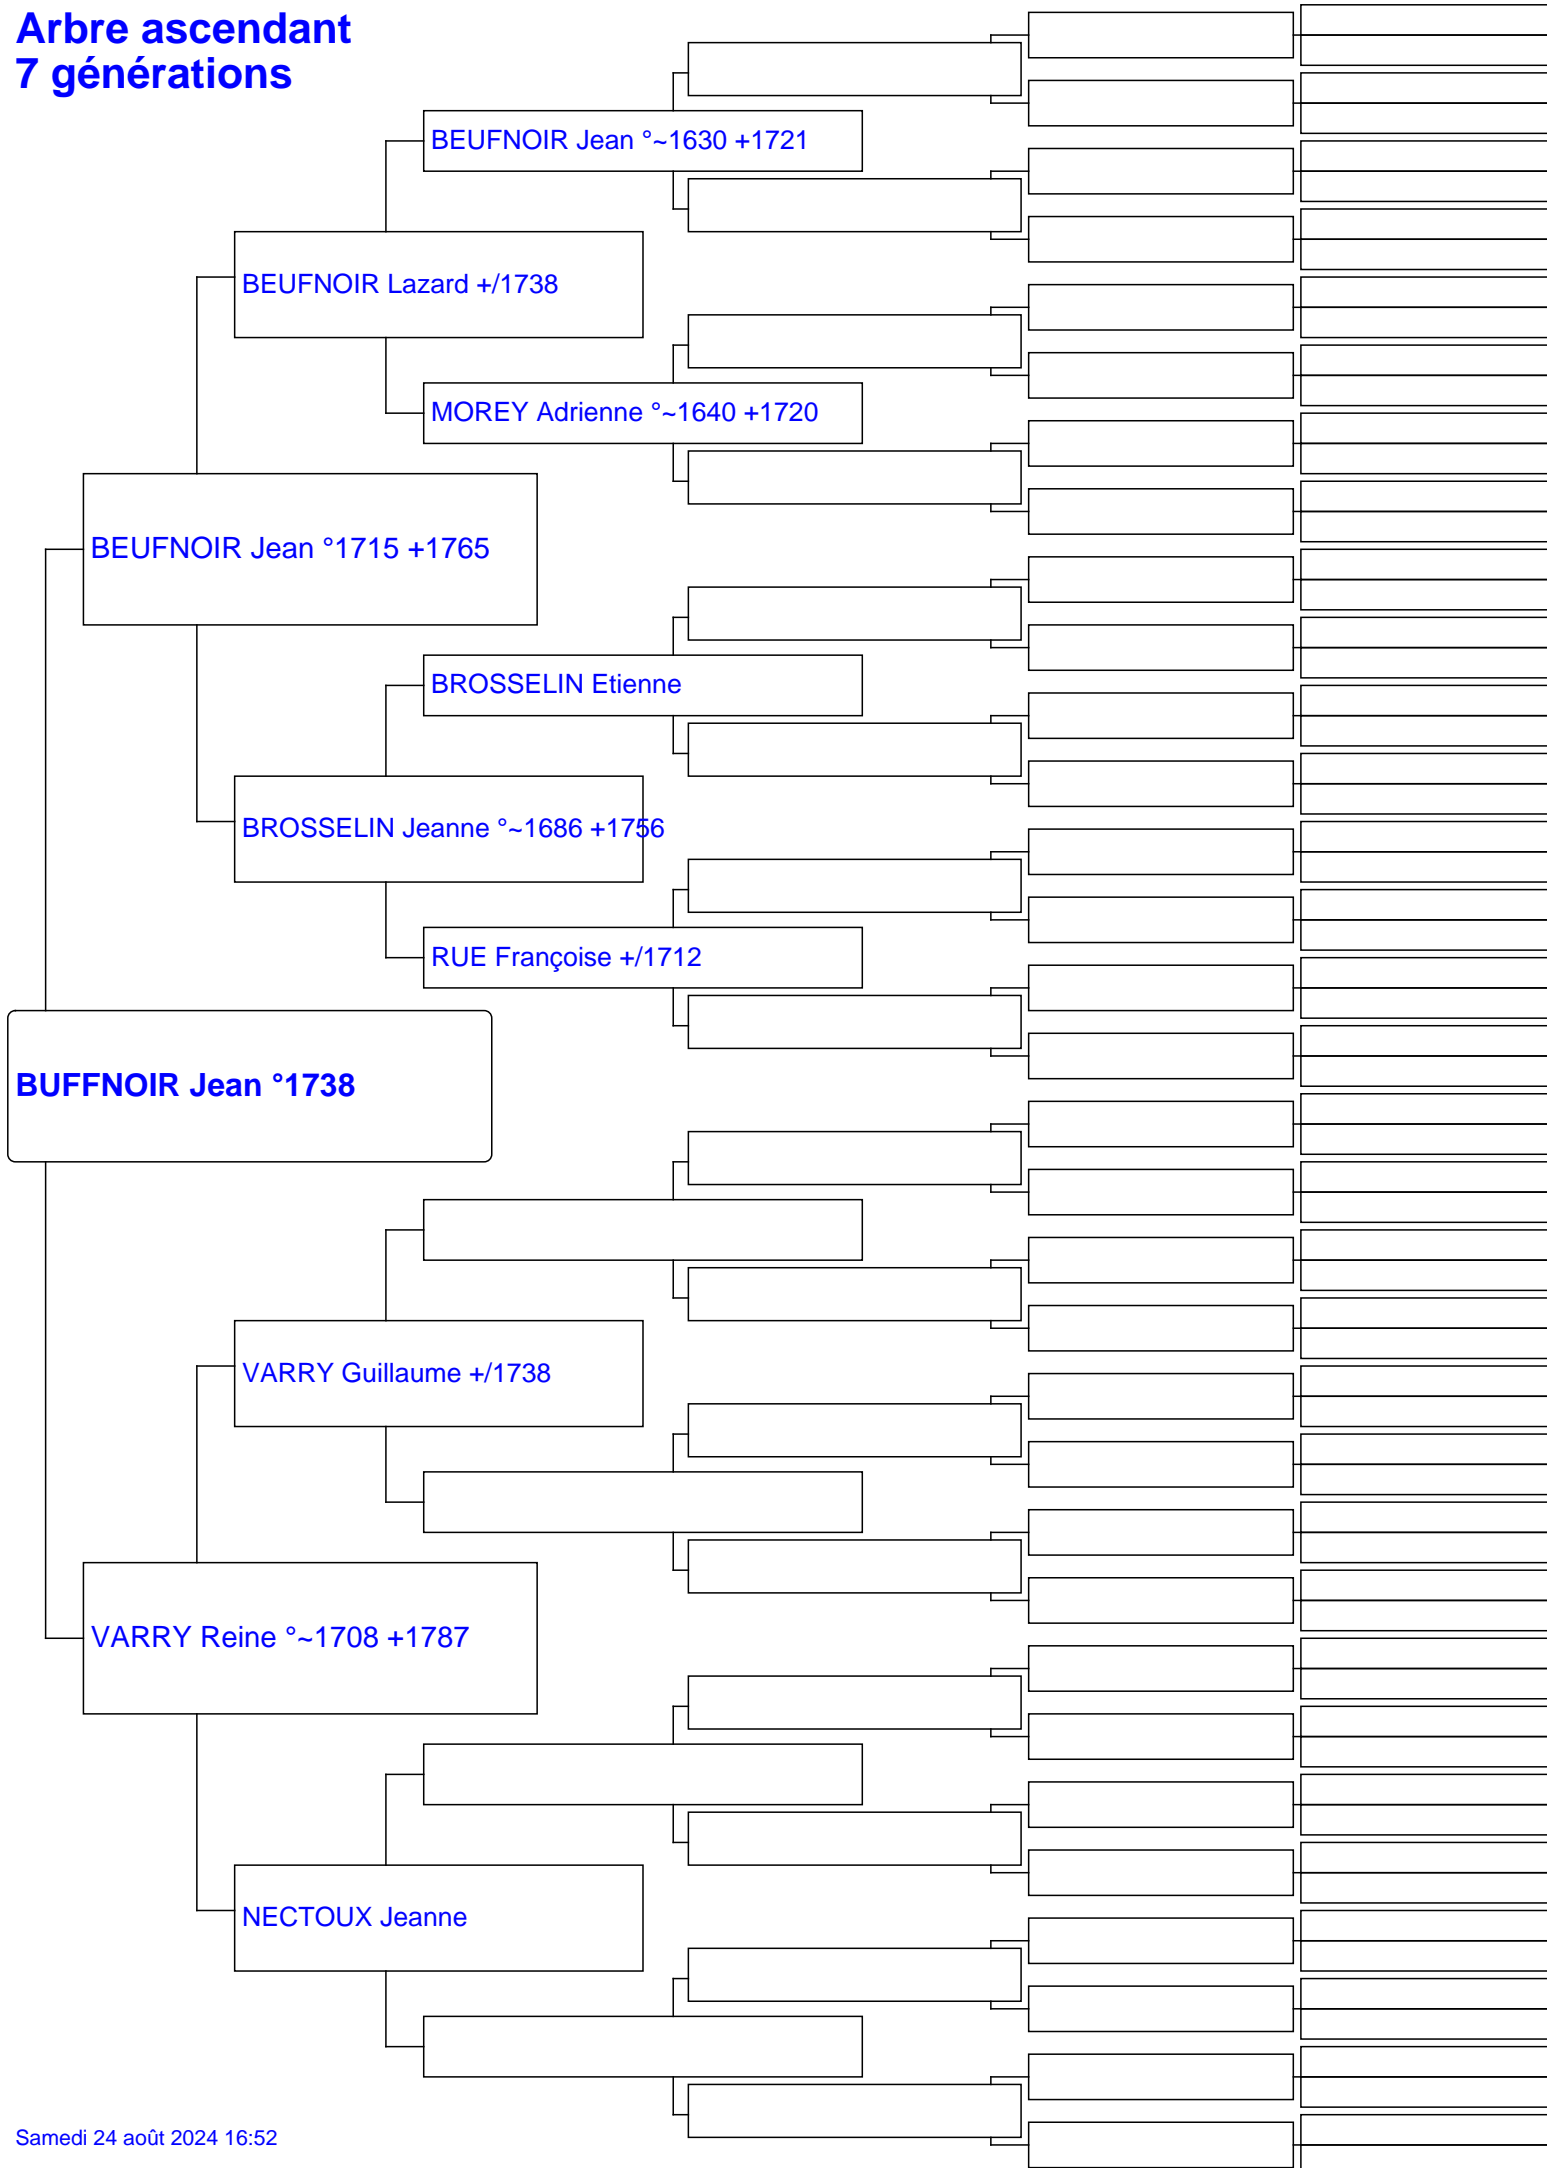 Arbre ascendant
7 générations
BEUFNOIR Jean °~1630 +1721
BEUFNOIR Lazard +/1738
MOREY Adrienne °~1640 +1720
BEUFNOIR Jean °1715 +1765
BROSSELIN Etienne
BROSSELIN Jeanne °~1686 +1756
RUE Françoise +/1712
BUFFNOIR Jean °1738
VARRY Guillaume +/1738
VARRY Reine °~1708 +1787
NECTOUX Jeanne
Samedi 24 août 2024 16:52